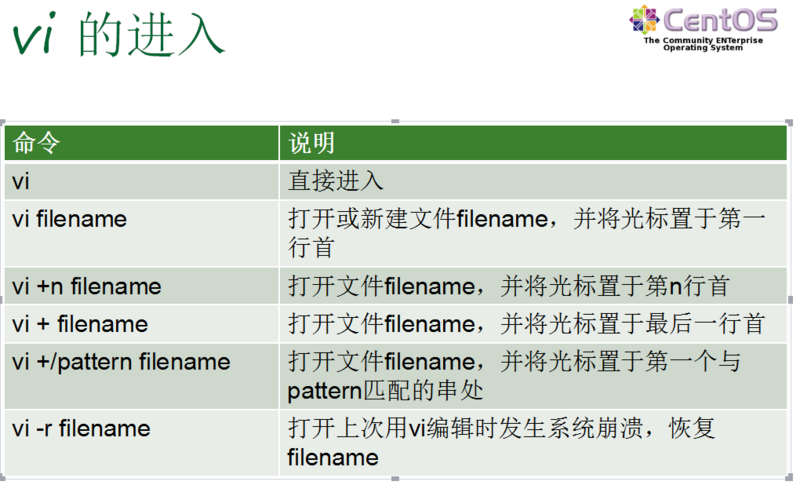 vi 的进入
CentOS
The Community ENTerprise
Operating System
命令
说明
vi
直接进入
vi filename
打开或新建文件filename，并将光标置于第一
行首
vi +n filename
打开文件filename，并将光标置于第n行首
vi + filename
打开文件filename，并将光标置于最后一行首
vi +/pattern filename
打开文件filename，并将光标置于第一个与
pattern匹配的串处
vi -r filename
打开上次用vi编辑时发生系统崩溃，恢复
filename